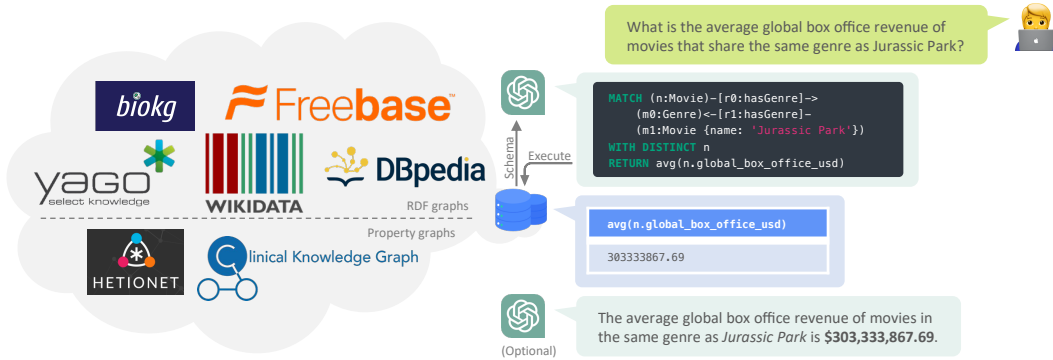 What is the average global box office revenue of
movies that share the same genre as Jurassic Park?
biokg
Freebase™
yago
select knowledge
WIKIDATA
DBpedia
RDF graphs
Property graphs
HETIONET
Clinical Knowledge Graph
Schema
Execute
MATCH (n:Movie)-[r0:hasGenre]->
(m0:Genre)<-[r1:hasGenre]-
(m1:Movie {name: 'Jurassic Park'})
WITH DISTINCT n
RETURN avg(n.global_box_office_usd)
avg(n.global_box_office_usd)
303333867.69
(Optional)
The average global box office revenue of movies in
the same genre as Jurassic Park is $303,333,867.69.